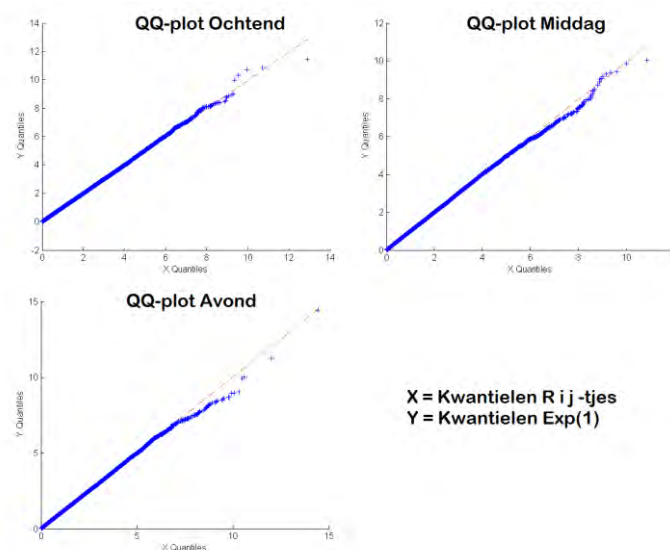 QQ-plot Ochtend
14
12
10
8
6
4
2
0
-2
Y Quantiles
0 2 4 6 8 10 12 14
X Quantiles
QQ-plot Middag
12
10
8
6
4
2
0
Y Quantiles
0 2 4 6 8 10
X Quantiles
QQ-plot Avond
15
10
5
0
Y Quantiles
0 5 10 15
X Quantiles
X = Kwantielen R i j -tjes
Y = Kwantielen Exp(1)